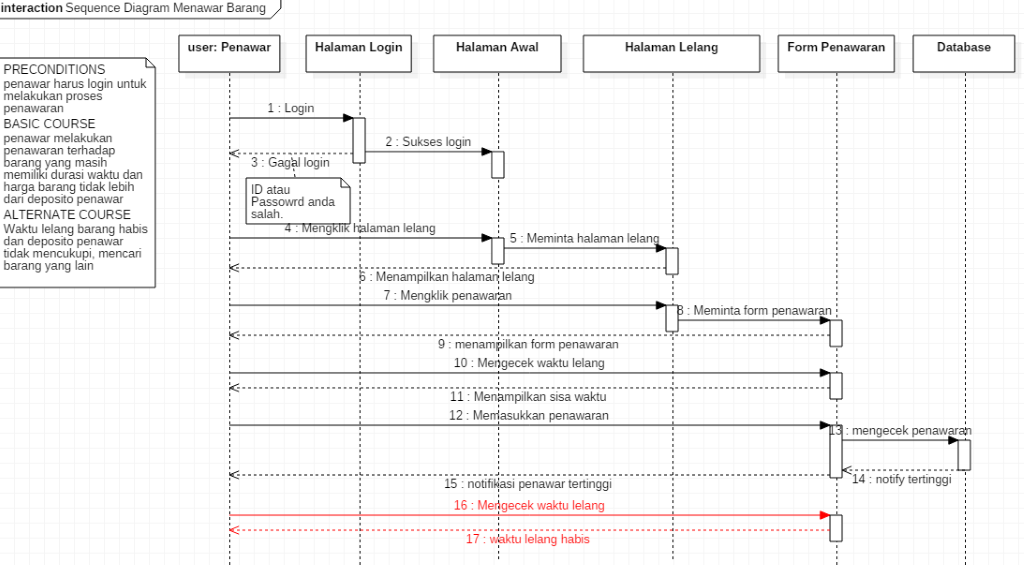 interaction Sequence Diagram Menawar Barang
user: Penawar
Halaman Login
Halaman Awal
Halaman Lelang
Form Penawaran
Database
PRECONDITIONS
penawar harus login untuk
melakukan proses
penawaran
BASIC COURSE
penawar melakukan
penawaran terhadap
barang yang masih
memiliki durasi waktu dan
harga barang tidak lebih
dari deposito penawar
ALTERNATE COURSE
Waktu lelang barang habis
dan deposito penawar
tidak mencukupi, mencari
barang yang lain
1 : Login
2 : Sukses login
3 : Gagal login
ID atau
Passowrd anda
salah.
4 : Mengklik halaman lelang
5 : Meminta halaman lelang
6 : Menampilkan halaman lelang
7 : Mengklik penawaran
8 : Meminta form penawaran
9 : menampilkan form penawaran
10 : Mengecek waktu lelang
11 : Menampilkan sisa waktu
12 : Memasukkan penawaran
13 : mengecek penawaran
14 : notify tertinggi
15 : notifikasi penawar tertinggi
16 : Mengecek waktu lelang
17 : waktu lelang habis